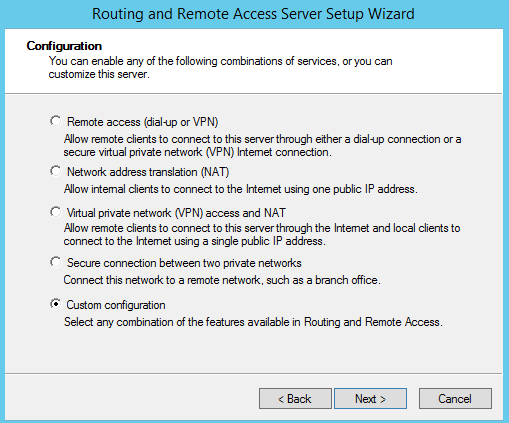 Routing and Remote Access Server Setup Wizard
Configuration
You can enable any of the following combinations of services, or you can
customize this server.
Remote access (dial-up or VPN)
Allow remote clients to connect to this server through either a dial-up connection or a
secure virtual private network (VPN) Internet connection.
Network address translation (NAT)
Allow internal clients to connect to the Internet using one public IP address.
Virtual private network (VPN) access and NAT
Allow remote clients to connect to this server through the Internet and local clients to
connect to the Internet using a single public IP address.
Secure connection between two private networks
Connect this network to a remote network, such as a branch office.
Custom configuration
Select any combination of the features available in Routing and Remote Access.
< Back
Next >
Cancel